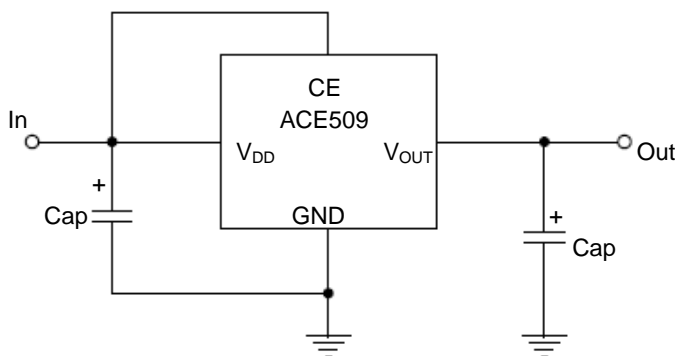 CE
ACE509
In
V_DD
V_OUT
Out
+
Cap
GND
+
Cap